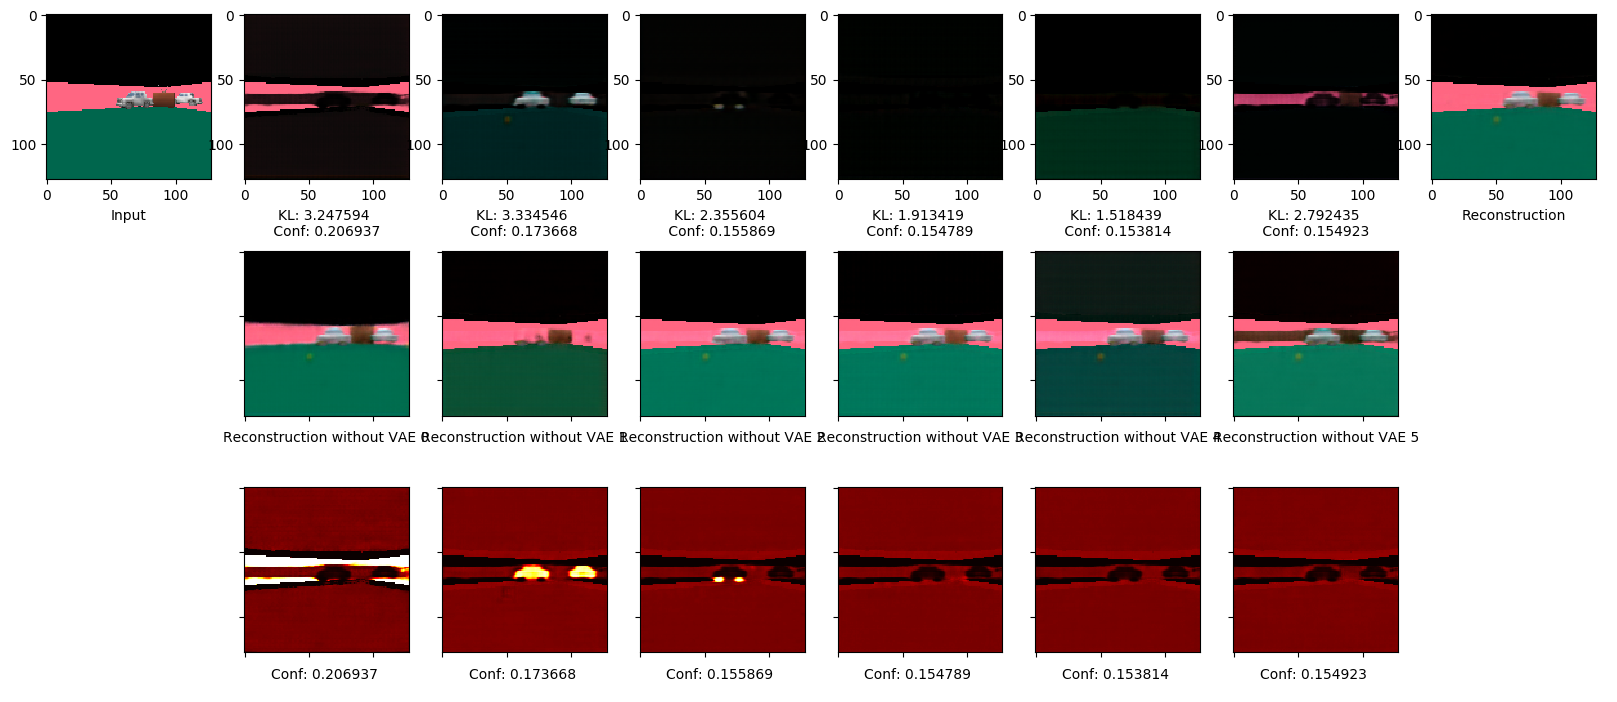 0
0
0
0
0
0
0
0
50
50
50
50
50
50
50
50
100
100
100
100
100
100
100
100
0 50 100
0 50 100
0 50 100
0 50 100
0 50 100
0 50 100
0 50 100
0 50 100
Input
KL: 3.247594
Conf: 0.206937
KL: 3.334546
Conf: 0.173668
KL: 2.355604
Conf: 0.155869
KL: 1.913419
Conf: 0.154789
KL: 1.518439
Conf: 0.153814
KL: 2.792435
Conf: 0.154923
Reconstruction
Reconstruction without VAE 0
Reconstruction without VAE 1
Reconstruction without VAE 2
Reconstruction without VAE 3
Reconstruction without VAE 4
Reconstruction without VAE 5
Conf: 0.206937
Conf: 0.173668
Conf: 0.155869
Conf: 0.154789
Conf: 0.153814
Conf: 0.154923